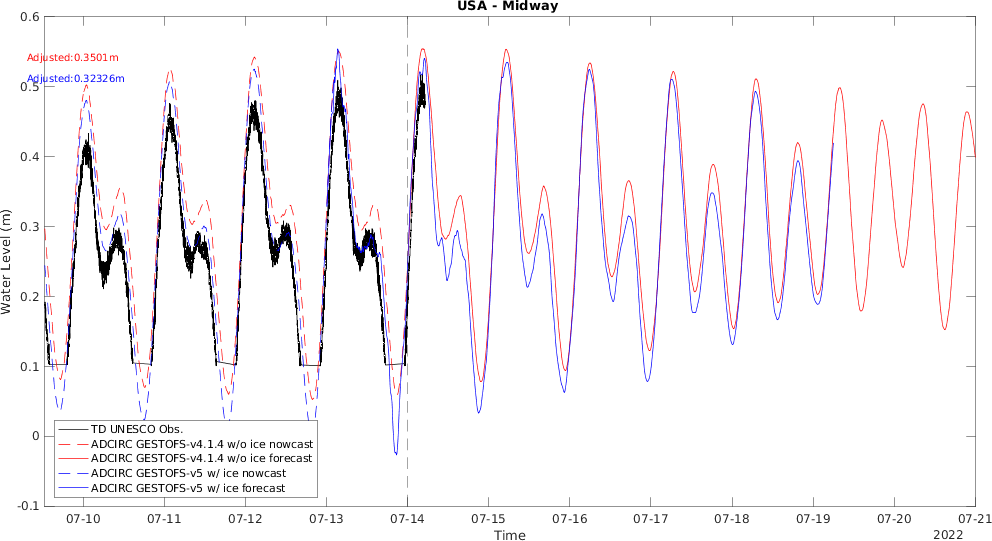 USA - Midway
0.6
Adjusted:0.3501m
Adjusted:0.32326m
0.5
0.4
0.3
0.2
0.1
0
-0.1
Water Level (m)
TD UNESCO Obs.
ADCIRC GESTOFS-v4.1.4 w/o ice nowcast
ADCIRC GESTOFS-v4.1.4 w/o ice forecast
ADCIRC GESTOFS-v5 w/ ice nowcast
ADCIRC GESTOFS-v5 w/ ice forecast
07-10 07-11 07-12 07-13 07-14 07-15 07-16 07-17 07-18 07-19 07-20 07-21
Time
2022